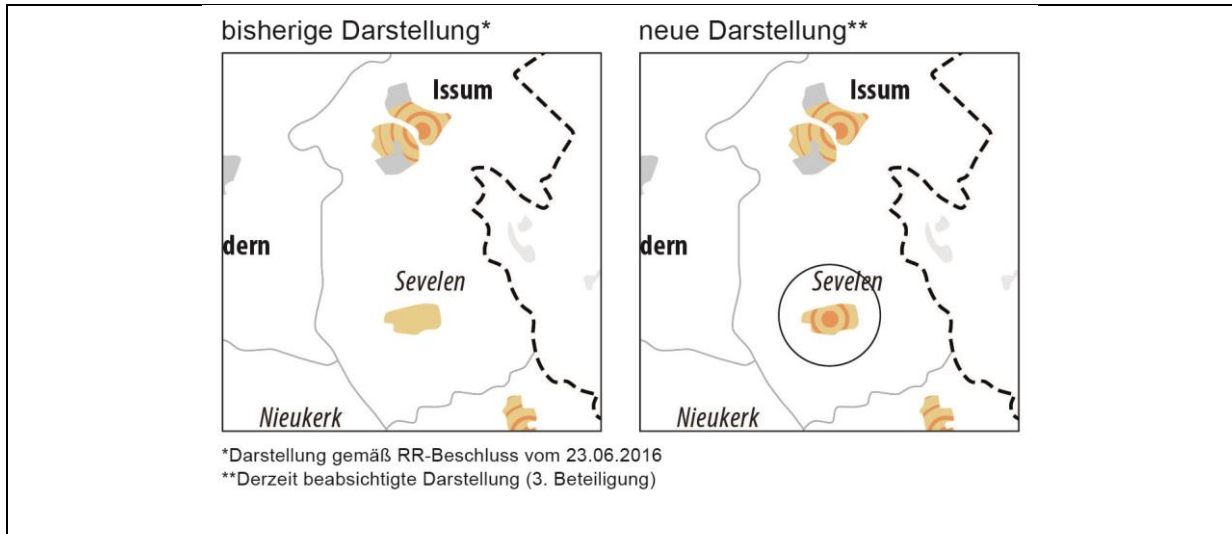 bisherige Darstellung*
neue Darstellung**
Issum
dern
Sevelen
Nieukerk
Issum
dern
Sevelen
Nieukerk
*Darstellung gemäß RR-Beschluss vom 23.06.2016
**Derzeit beabsichtigte Darstellung (3. Beteiligung)